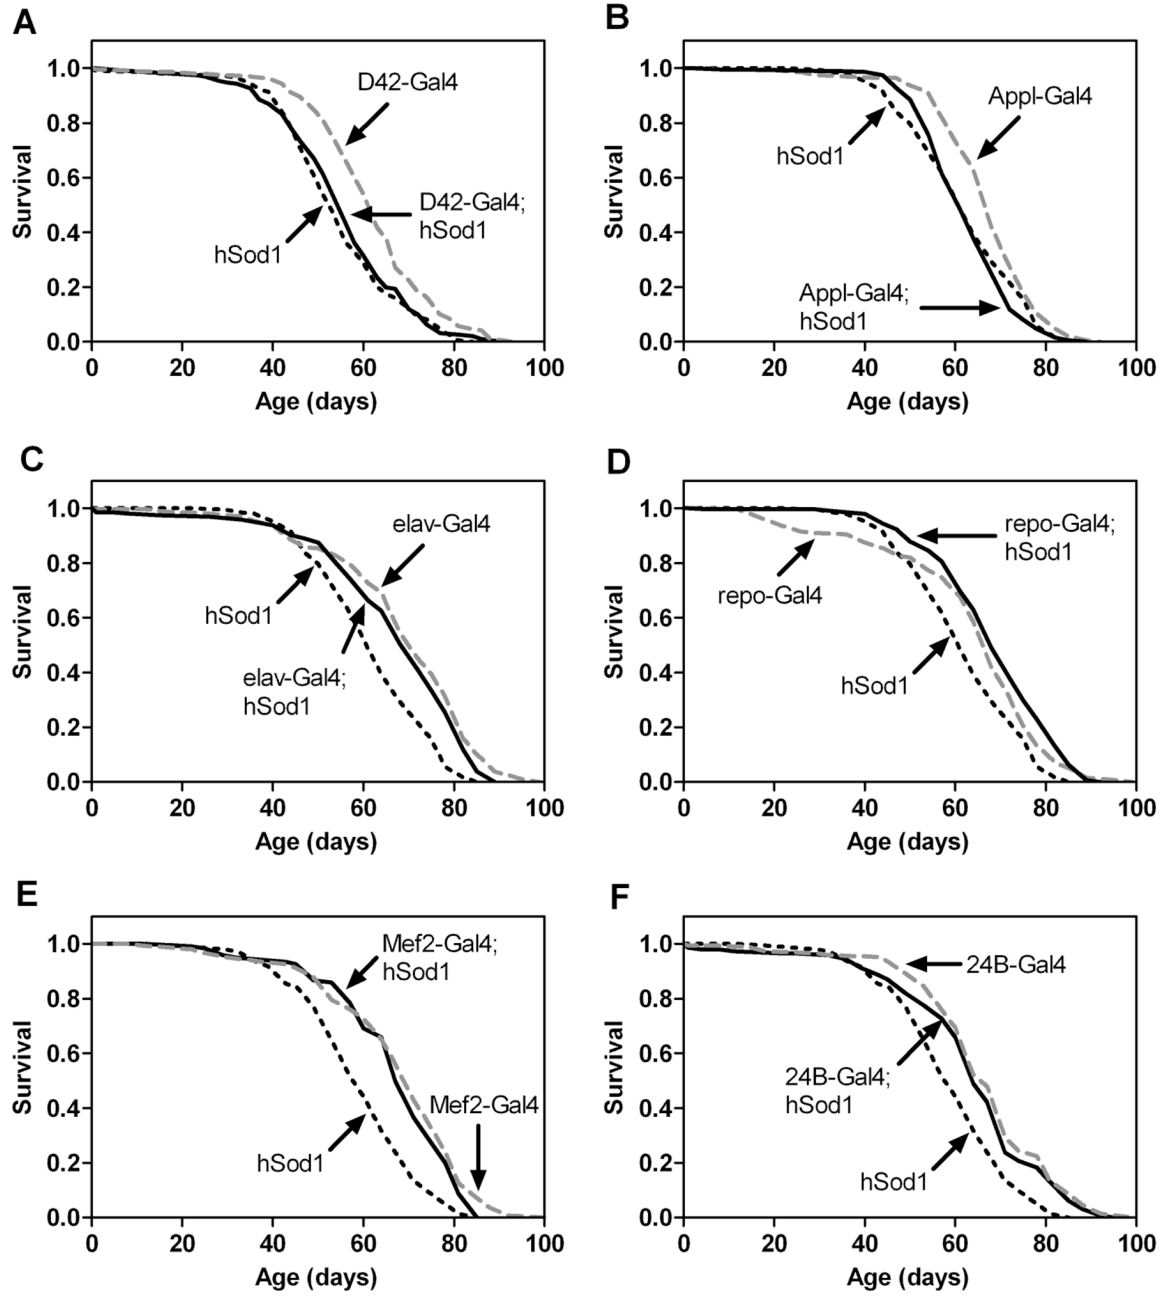 A
1.0
0.8
0.6
0.4
0.2
0.0
Survival
D42-Gal4
D42-Gal4;
hSod1
hSod1
0 20 40 60 80 100
Age (days)
B
1.0
0.8
0.6
0.4
0.2
0.0
Survival
Appl-Gal4
hSod1
Appl-Gal4;
hSod1
0 20 40 60 80 100
Age (days)
C
1.0
0.8
0.6
0.4
0.2
0.0
Survival
elav-Gal4
hSod1
elav-Gal4;
hSod1
0 20 40 60 80 100
Age (days)
D
1.0
0.8
0.6
0.4
0.2
0.0
Survival
repo-Gal4;
hSod1
repo-Gal4
hSod1
0 20 40 60 80 100
Age (days)
E
1.0
0.8
0.6
0.4
0.2
0.0
Survival
Mef2-Gal4;
hSod1
Mef2-Gal4
hSod1
0 20 40 60 80 100
Age (days)
F
1.0
0.8
0.6
0.4
0.2
0.0
Survival
24B-Gal4
24B-Gal4;
hSod1
hSod1
0 20 40 60 80 100
Age (days)